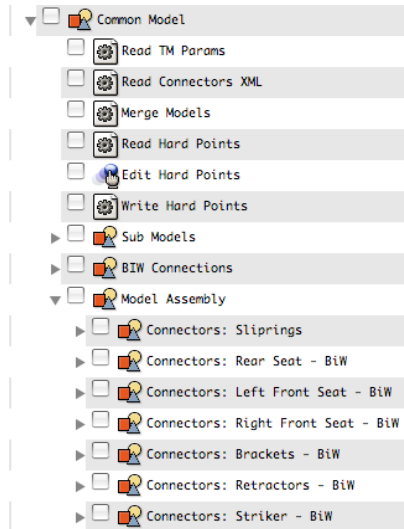 Common Model
Read TM Params
Read Connectors XML
Merge Models
Read Hard Points
Edit Hard Points
Write Hard Points
Sub Models
BIW Connections
Model Assembly
Connectors: Sliprings
Connectors: Rear Seat - BiW
Connectors: Left Front Seat - BiW
Connectors: Right Front Seat - BiW
Connectors: Brackets - BiW
Connectors: Retractors - BiW
Connectors: Striker - BiW